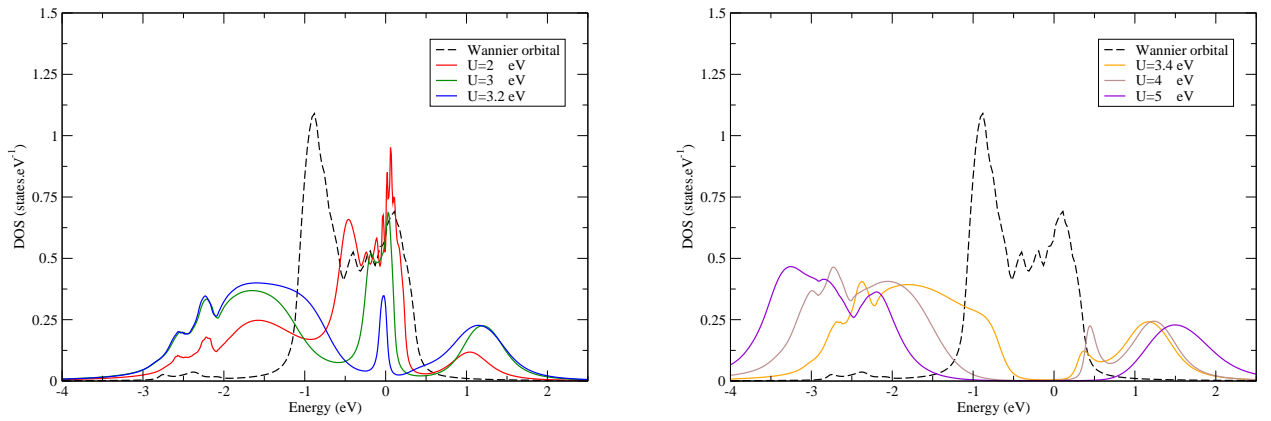 1.5
1.25
1
0.75
0.5
0.25
0
DOS (states.eV⁻¹)
-4 -3 -2 -1 0 1 2
Energy (eV)
Wannier orbital
U=2 eV
U=3 eV
U=3.2 eV
1.5
1.25
1
0.75
0.5
0.25
0
DOS (states.eV⁻¹)
-4 -3 -2 -1 0 1 2
Energy (eV)
Wannier orbital
U=3.4 eV
U=4 eV
U=5 eV